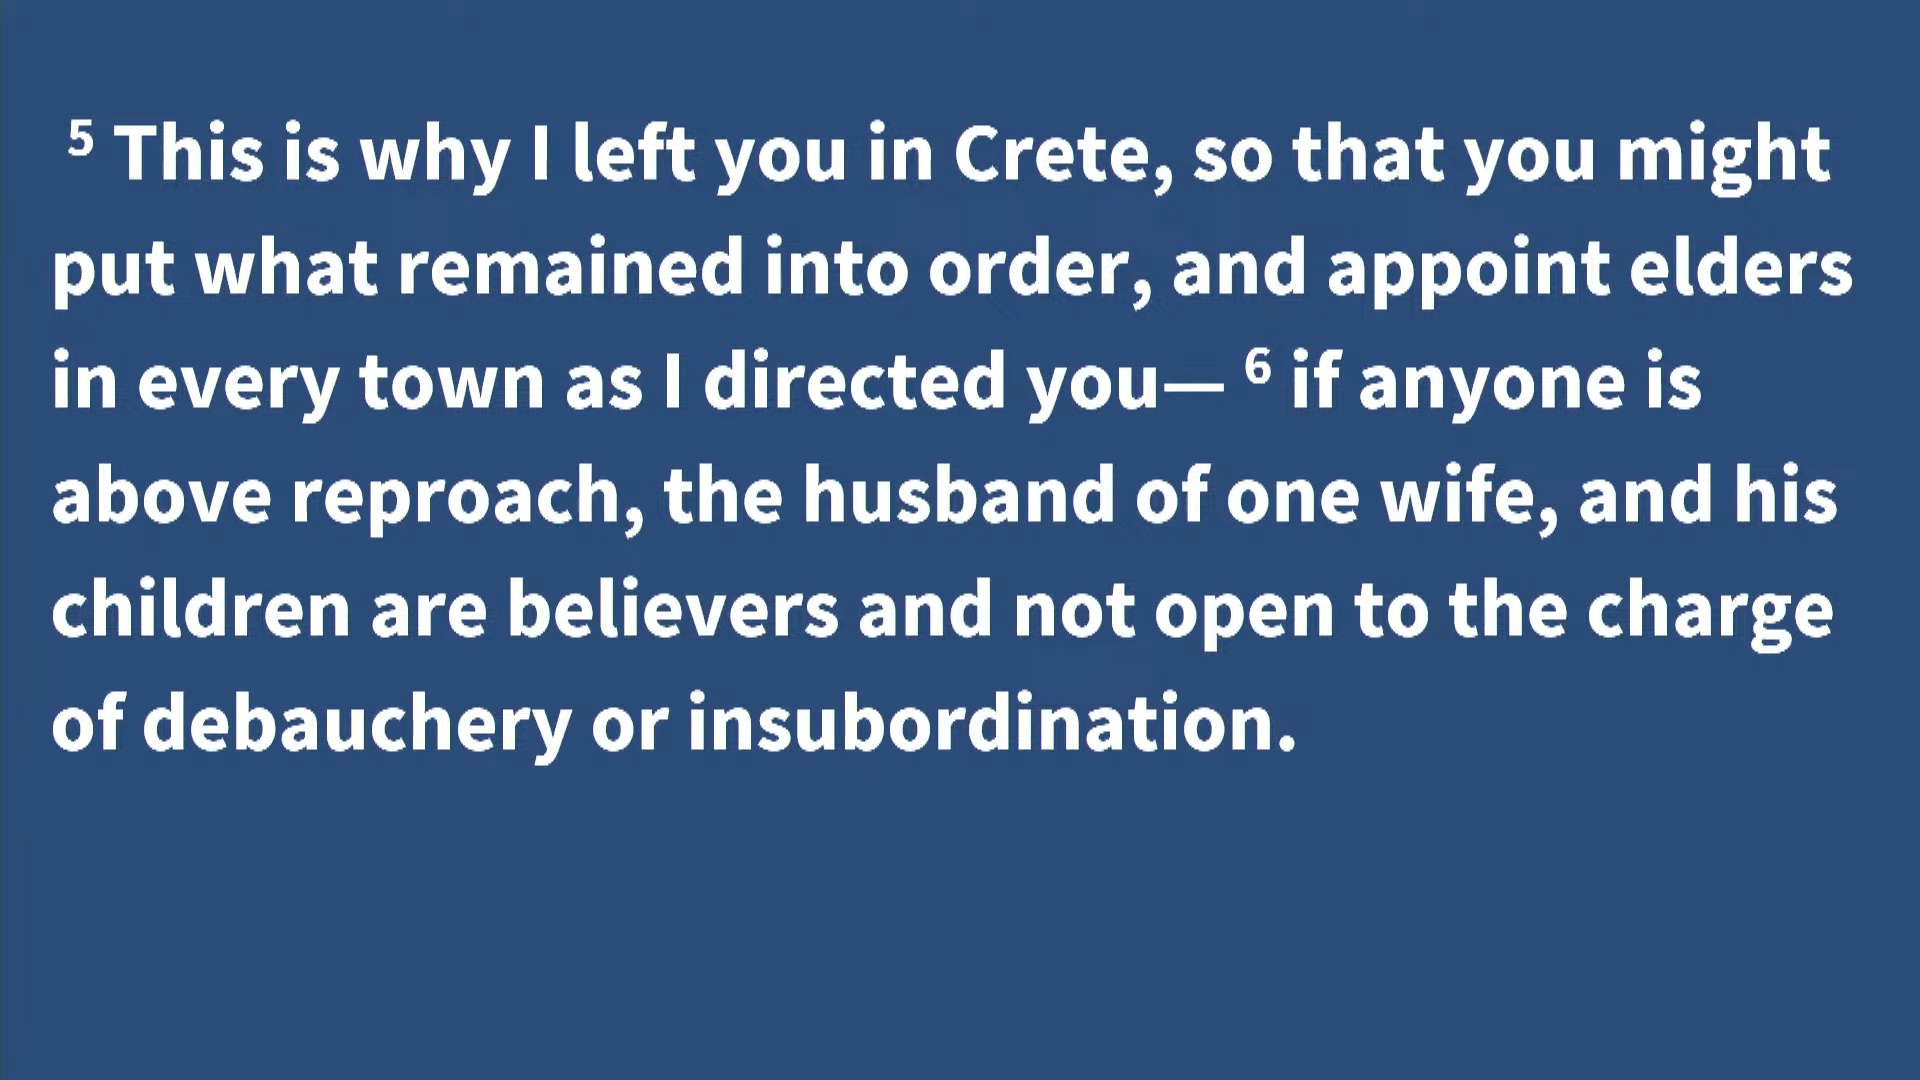 ⁵ This is why I left you in Crete, so that you might
put what remained into order, and appoint elders
in every town as I directed you— ⁶ if anyone is
above reproach, the husband of one wife, and his
children are believers and not open to the charge
of debauchery or insubordination.